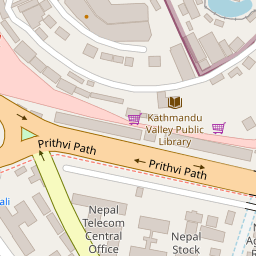 Kathmandu
Valley Public
Library
Prithvi Path
Prithvi Path
Nepal
Telecom
Central
Office
Nepal
Stock